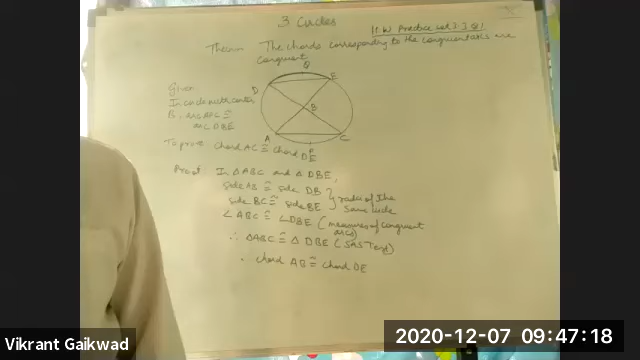 3 Circles
H.W Practice set 3.3 Q1
Theorem The chords corresponding to the congruent arcs are
congruent
Q
D
E
B
A
C
P
Given
In circle with center
B. arc APC ≅
arc DQE
To prove chord AC ≅ chord DE
Proof: In △ABC and △DBE,
side AB ≅ side DB } radius of the
side BC ≅ side BE } same circle
∠ABC ≅ ∠DBE (measures of congruent
arcs)
∴ △ABC ≅ △DBE (SAS Test)
∴ chord AB ≅ chord DE
Vikrant Gaikwad
2020-12-07 09:47:18